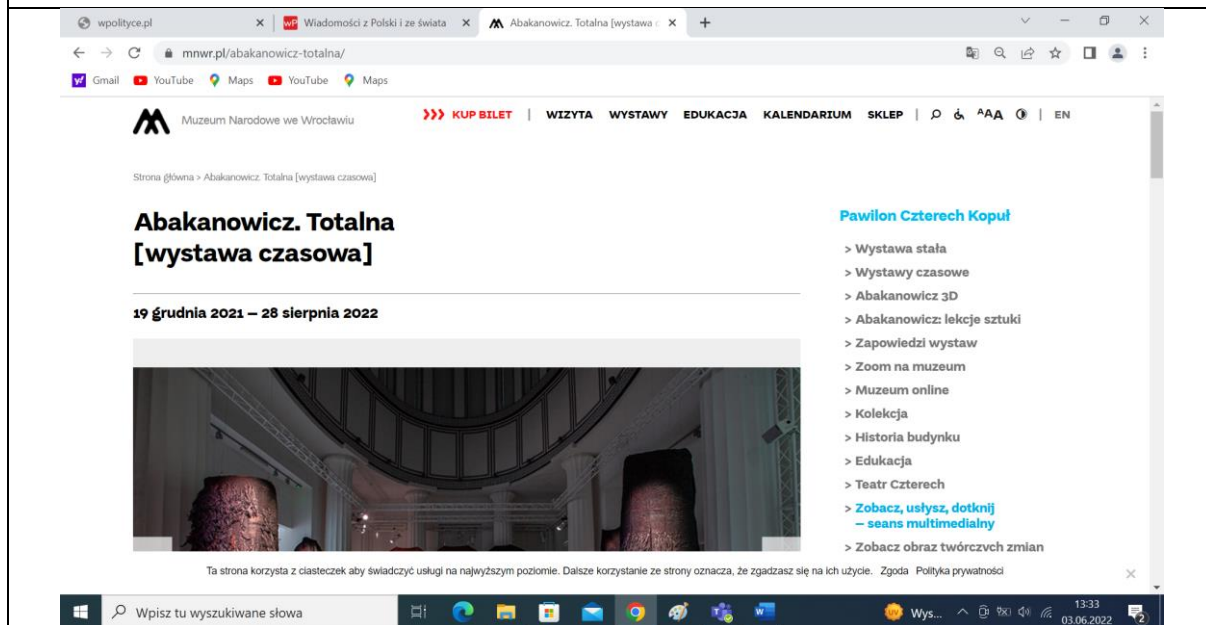 wpolityce.pl
wP Wiadomości z Polski i ze świata
Abakanowicz. Totalna [wystawa c
mnwr.pl/abakanowicz-totalna/
Gmail YouTube Maps YouTube Maps
Muzeum Narodowe we Wrocławiu
KUP BILET | WIZYTA WYSTAWY EDUKACJA KALENDARIUM SKLEP | AAA | EN
Strona główna > Abakanowicz. Totalna [wystawa czasowa]
Abakanowicz. Totalna
[wystawa czasowa]
19 grudnia 2021 – 28 sierpnia 2022
Pawilon Czterech Kopuł
> Wystawa stała
> Wystawy czasowe
> Abakanowicz 3D
> Abakanowicz: lekcje sztuki
> Zapowiedzi wystaw
> Zoom na muzeum
> Muzeum online
> Kolekcja
> Historia budynku
> Edukacja
> Teatr Czterech
> Zobacz, usłysz, dotknij
– seans multimedialny
> Zobacz obraz twórczych zmian
Ta strona korzysta z ciasteczek aby świadczyć usługi na najwyższym poziomie. Dalsze korzystanie ze strony oznacza, że zgadzasz się na ich użycie. Zgoda Polityka prywatności
Wpisz tu wyszukiwane słowa
Wys...
13:33
03.06.2022
2